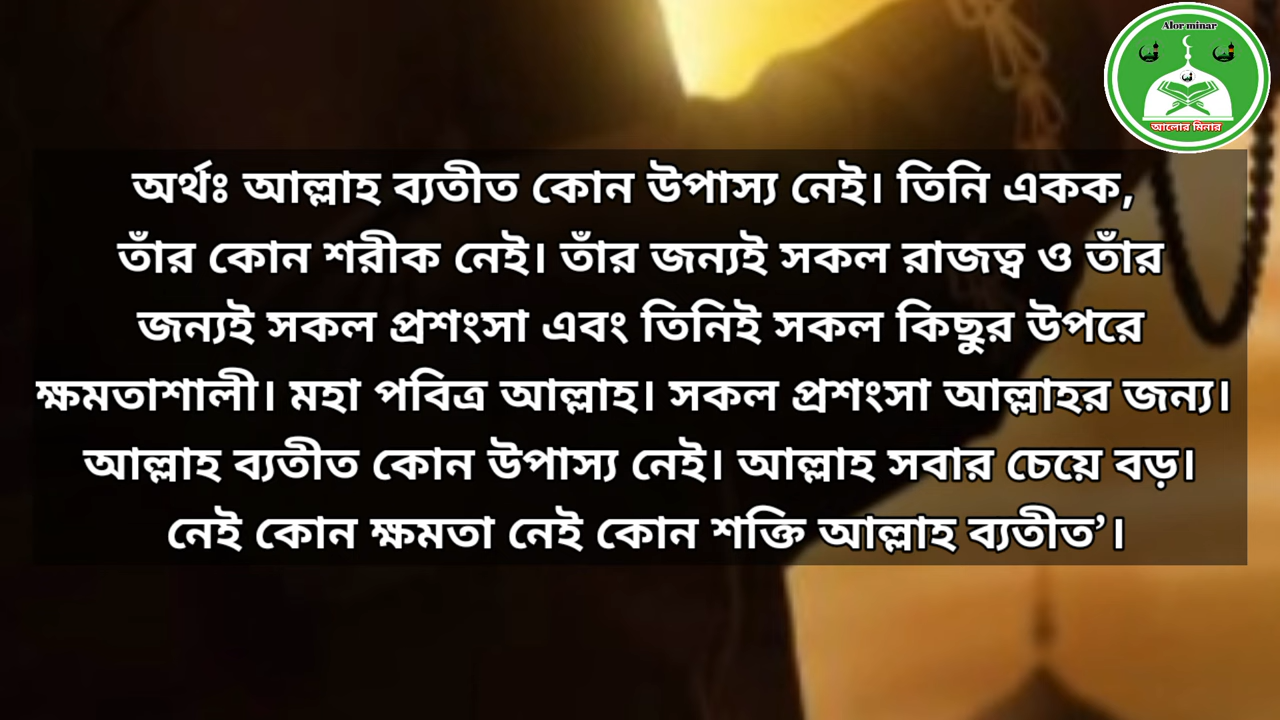 Alor minar
আলোর মিনার
অর্থঃ আল্লাহ ব্যতীত কোন উপাস্য নেই। তিনি একক,
তাঁর কোন শরীক নেই। তাঁর জন্যই সকল রাজত্ব ও তাঁর
জন্যই সকল প্রশংসা এবং তিনিই সকল কিছুর উপরে
ক্ষমতাশালী। মহা পবিত্র আল্লাহ। সকল প্রশংসা আল্লাহর জন্য।
আল্লাহ ব্যতীত কোন উপাস্য নেই। আল্লাহ সবার চেয়ে বড়।
নেই কোন ক্ষমতা নেই কোন শক্তি আল্লাহ ব্যতীত’।